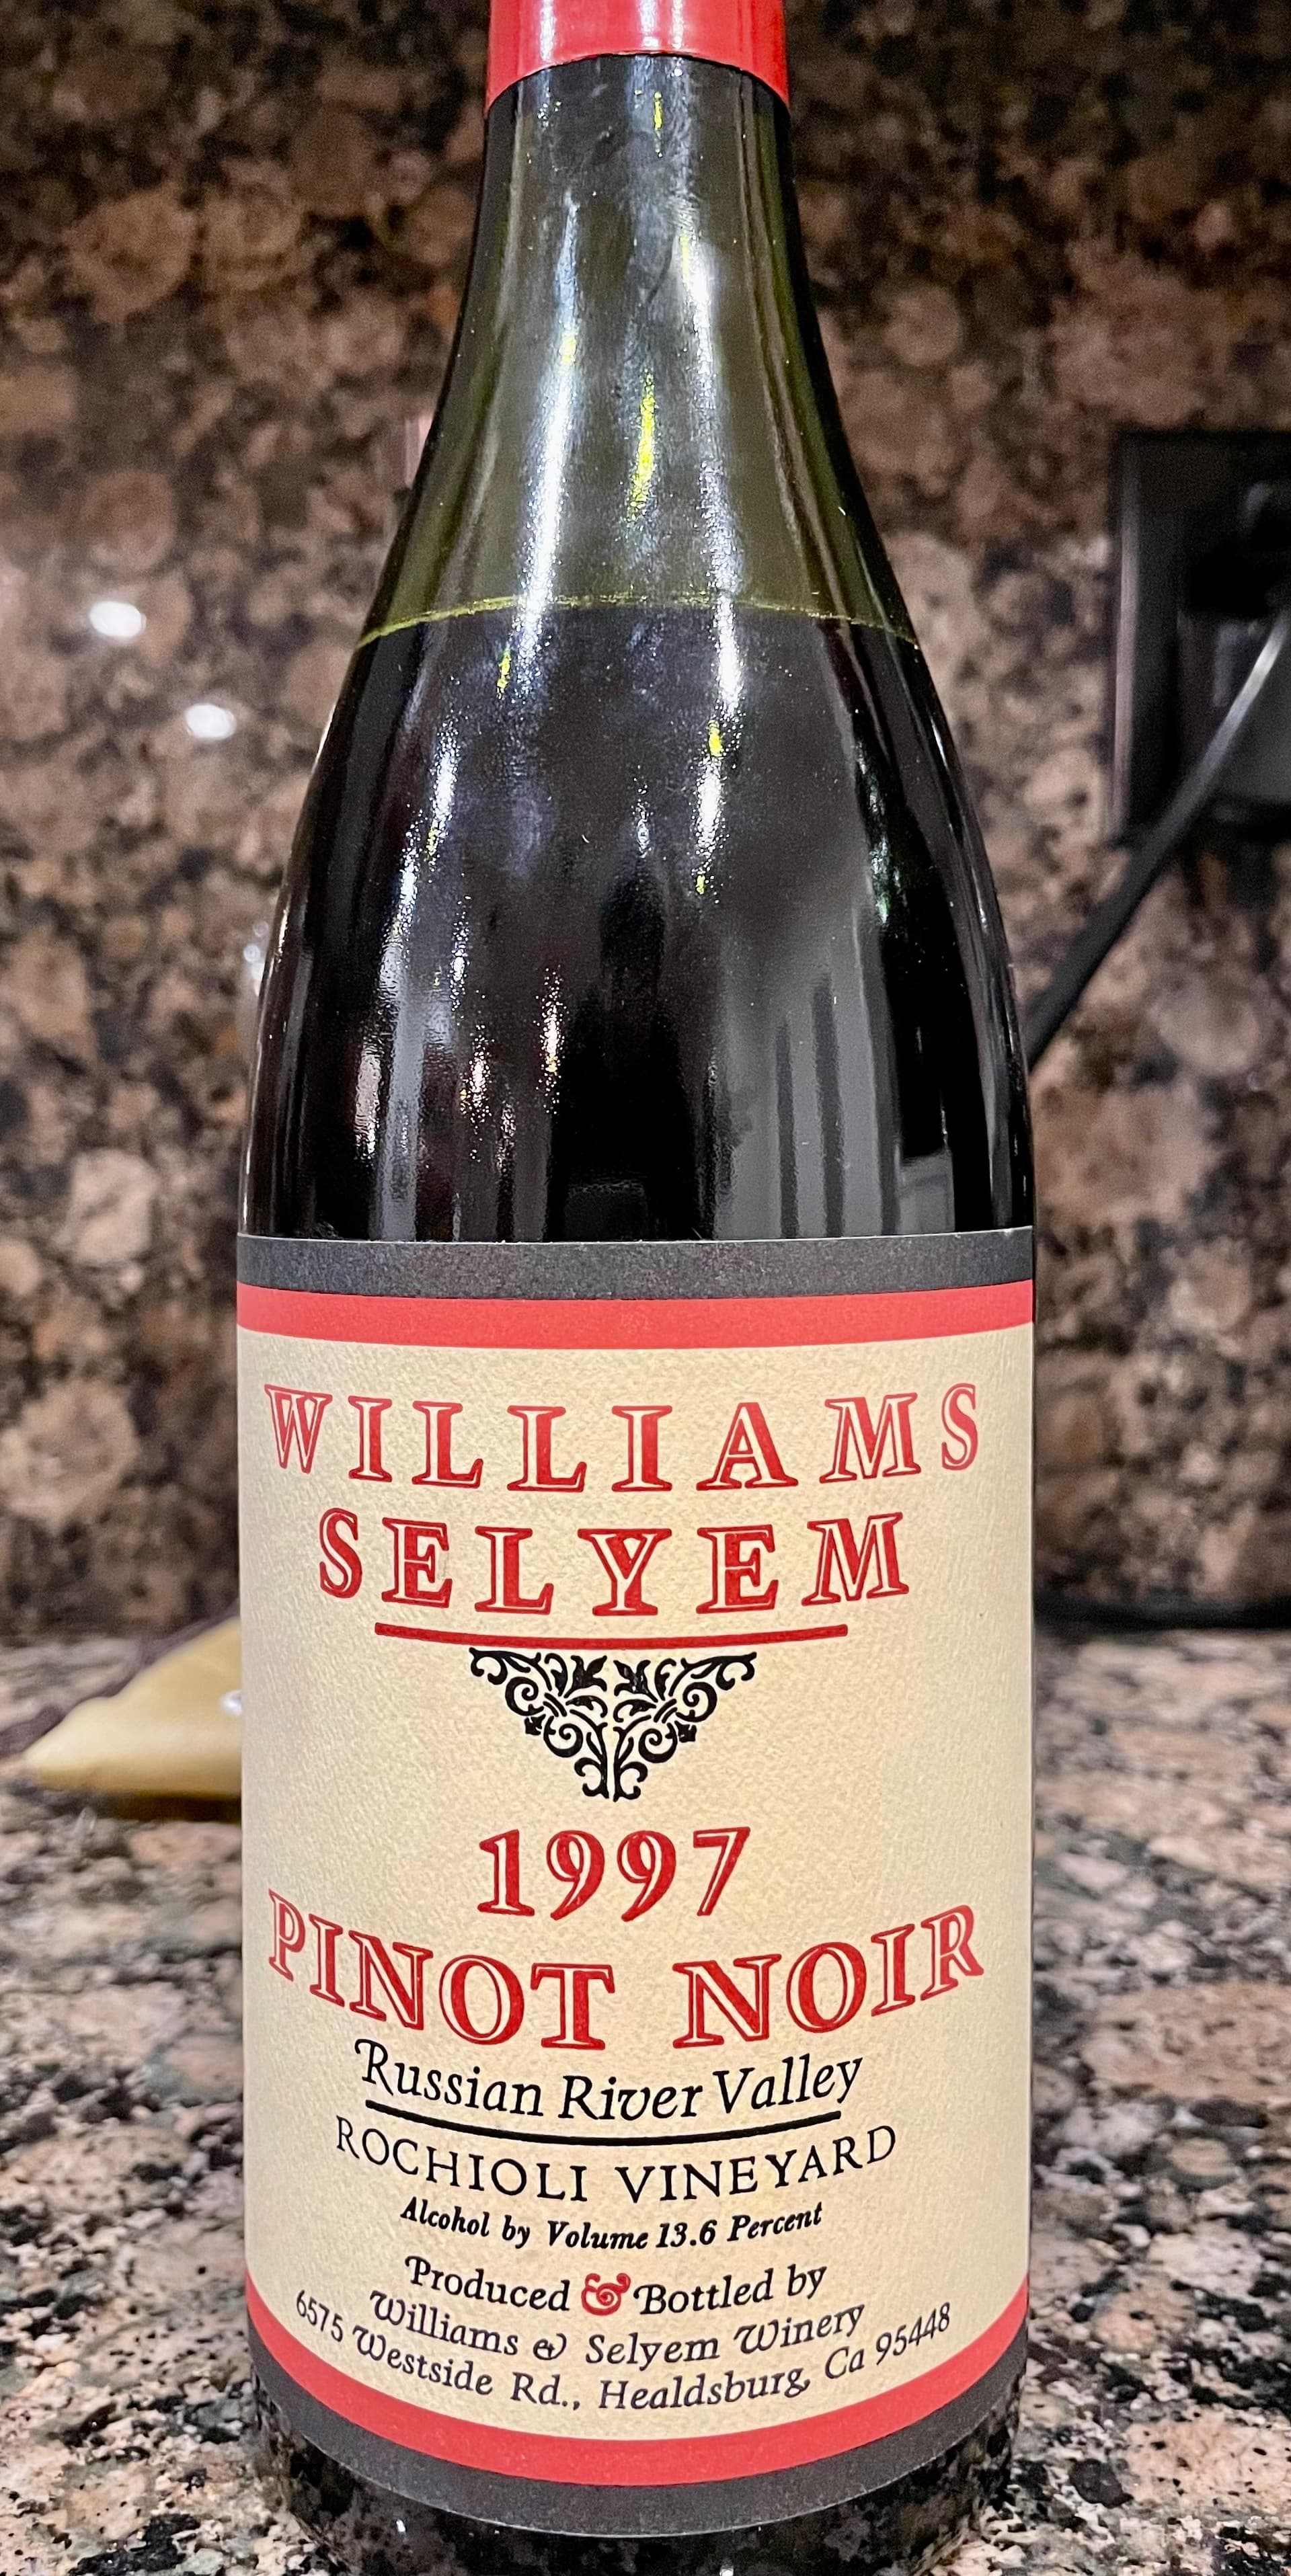 WILLIAMS
SELYEM
1997
PINOT NOIR
Russian River Valley
ROCHIOLI VINEYARD
Alcohol by Volume 13.6 Percent
Produced & Bottled by
Williams & Selyem Winery
6575 Westside Rd., Healdsburg, Ca 95448